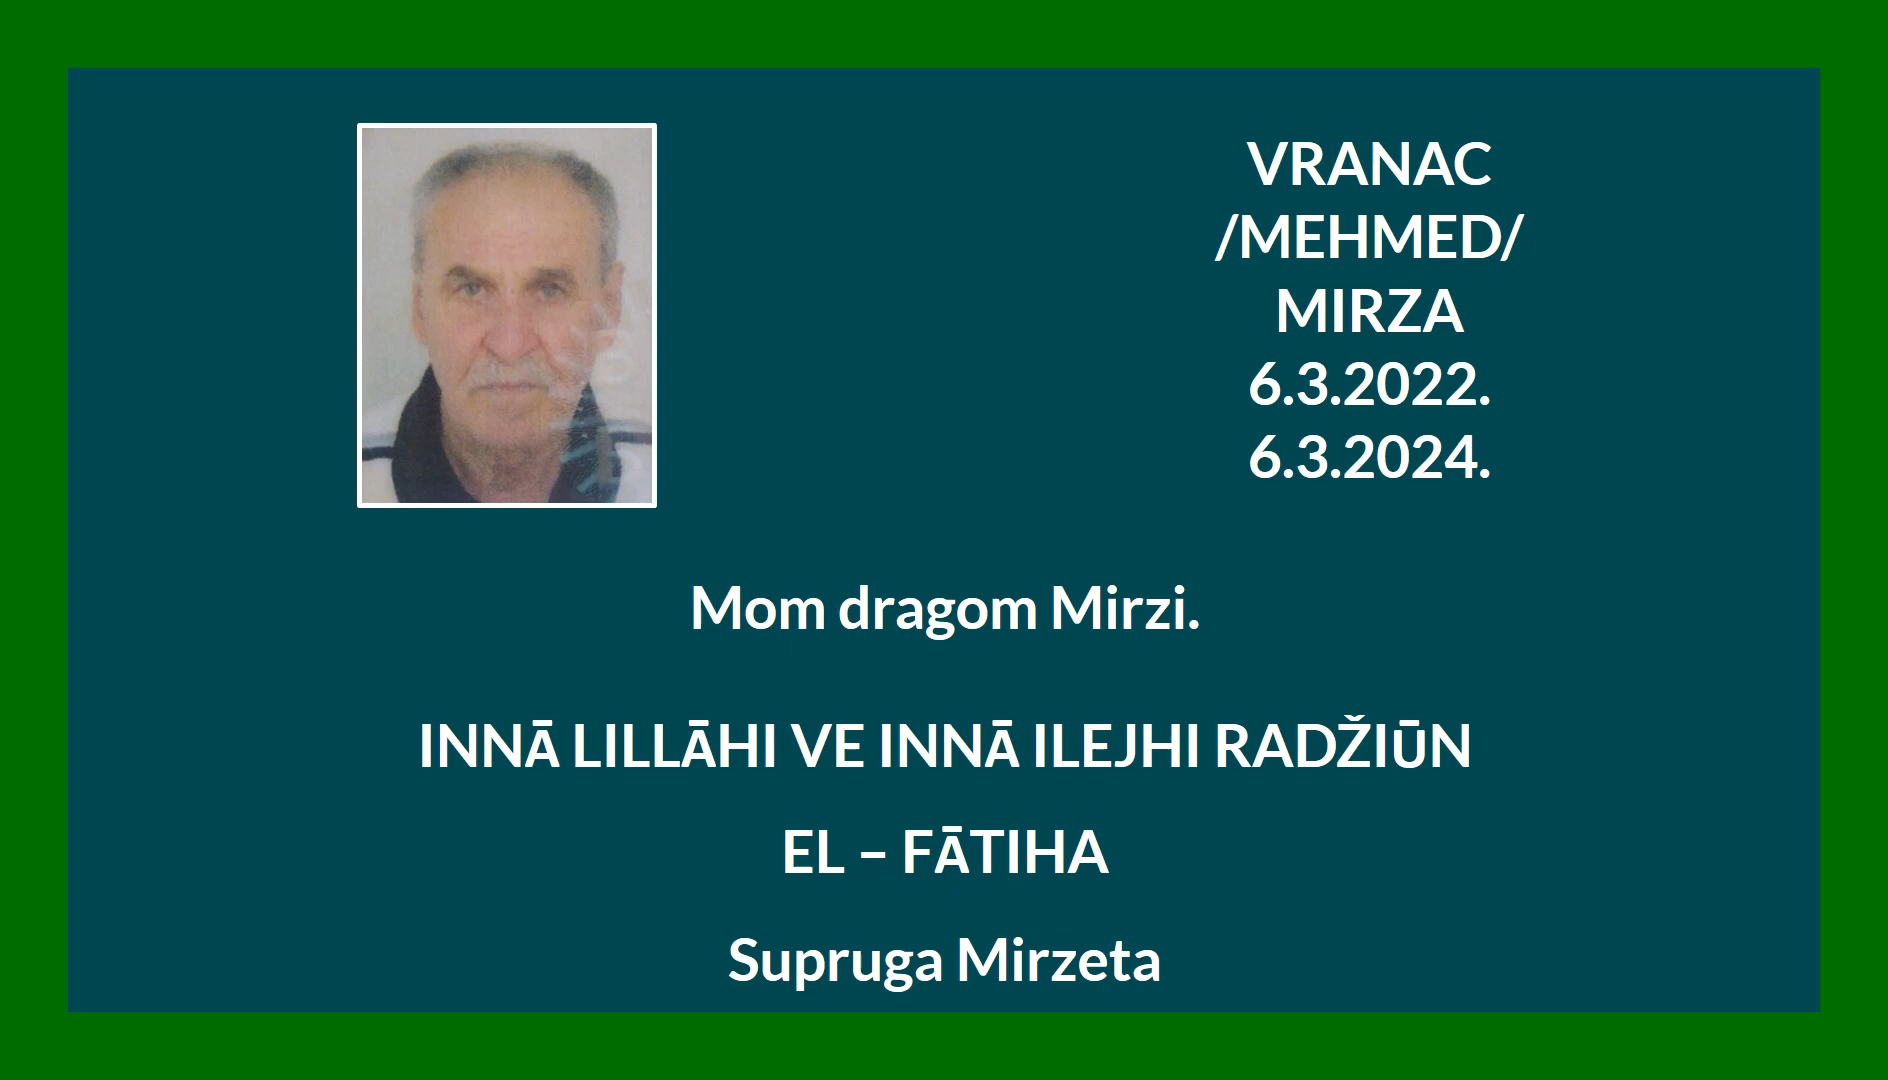 VRANAC
/MEHMED/
MIRZA
6.3.2022.
6.3.2024.
Mom dragom Mirzi.
INNĀ LILLĀHI VE INNĀ ILEJHI RADŽIŪN
EL – FĀTIHA
Supruga Mirzeta